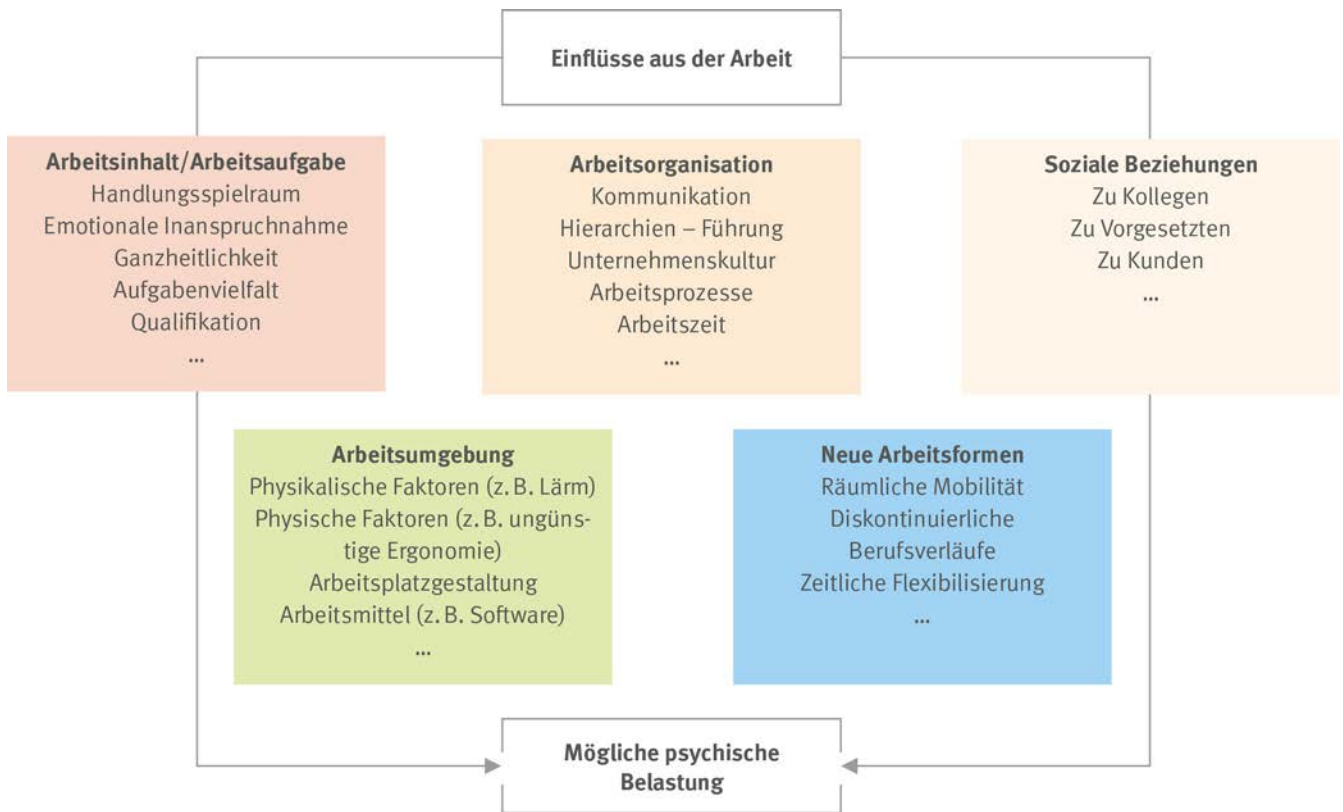 Einflüsse aus der Arbeit
Arbeitsinhalt/Arbeitsaufgabe
Handlungsspielraum
Emotionale Inanspruchnahme
Ganzheitlichkeit
Aufgabenvielfalt
Qualifikation
...
Arbeitsorganisation
Kommunikation
Hierarchien – Führung
Unternehmenskultur
Arbeitsprozesse
Arbeitszeit
...
Soziale Beziehungen
Zu Kollegen
Zu Vorgesetzten
Zu Kunden
...
Arbeitsumgebung
Physikalische Faktoren (z. B. Lärm)
Physische Faktoren (z. B. ungüns-
tige Ergonomie)
Arbeitsplatzgestaltung
Arbeitsmittel (z. B. Software)
...
Neue Arbeitsformen
Räumliche Mobilität
Diskontinuierliche
Berufsverläufe
Zeitliche Flexibilisierung
...
Mögliche psychische
Belastung